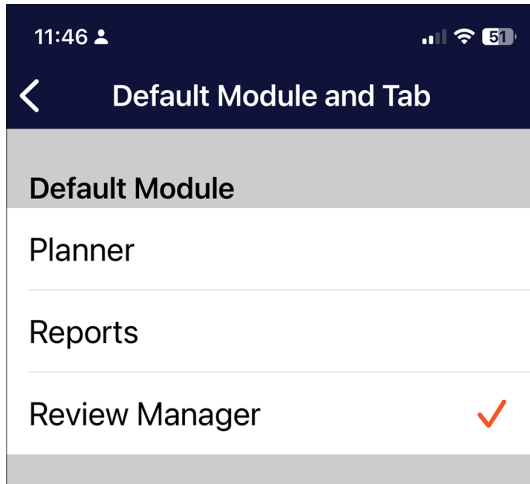 11:46
51
Default Module and Tab
Default Module
Planner
Reports
Review Manager